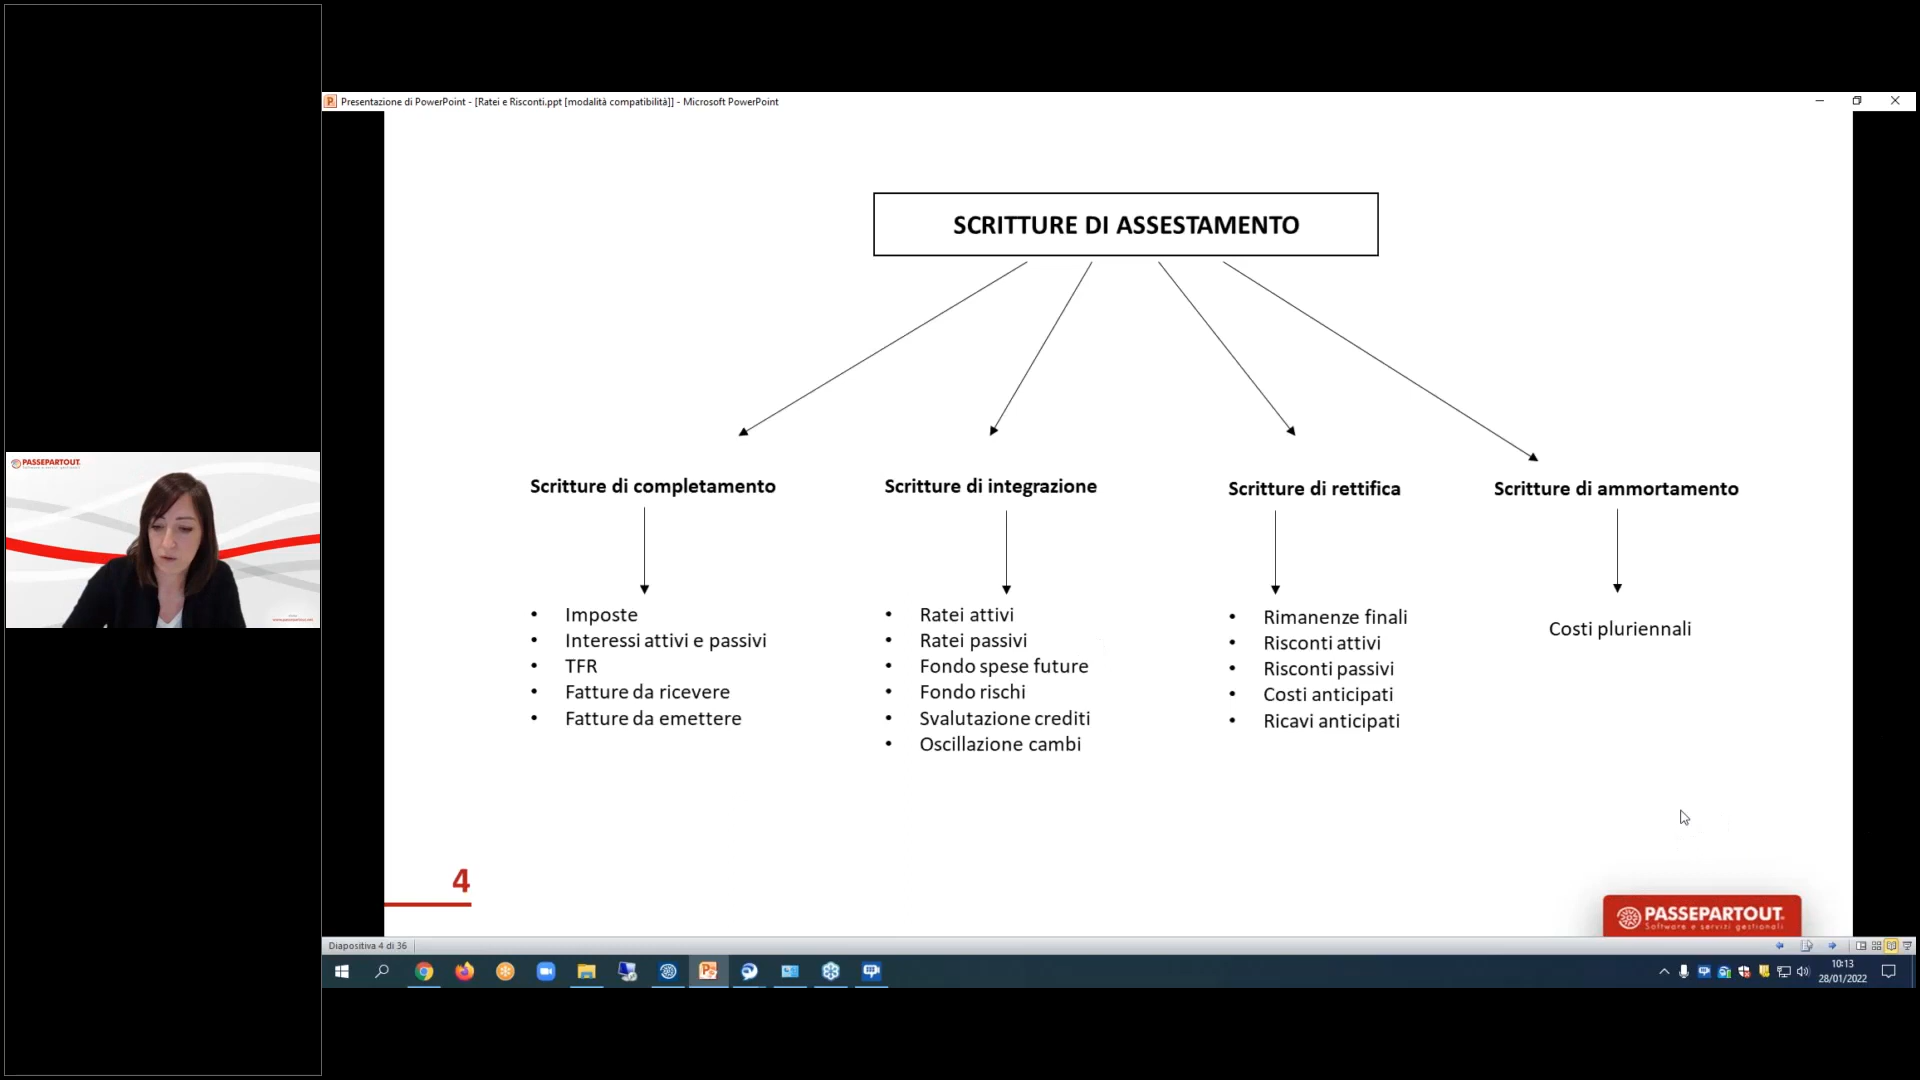 Presentazione di PowerPoint - [Ratei e Risconti.ppt [modalità compatibilità]] - Microsoft PowerPoint
SCRITTURE DI ASSESTAMENTO
Scritture di completamento
• Imposte
• Interessi attivi e passivi
• TFR
• Fatture da ricevere
• Fatture da emettere
Scritture di integrazione
• Ratei attivi
• Ratei passivi
• Fondo spese future
• Fondo rischi
• Svalutazione crediti
• Oscillazione cambi
Scritture di rettifica
• Rimanenze finali
• Risconti attivi
• Risconti passivi
• Costi anticipati
• Ricavi anticipati
Scritture di ammortamento
Costi pluriennali
PASSEPARTOUT
4
PASSEPARTOUT
Software e servizi gestionali
Diapositiva 4 di 36
10:13
28/01/2022